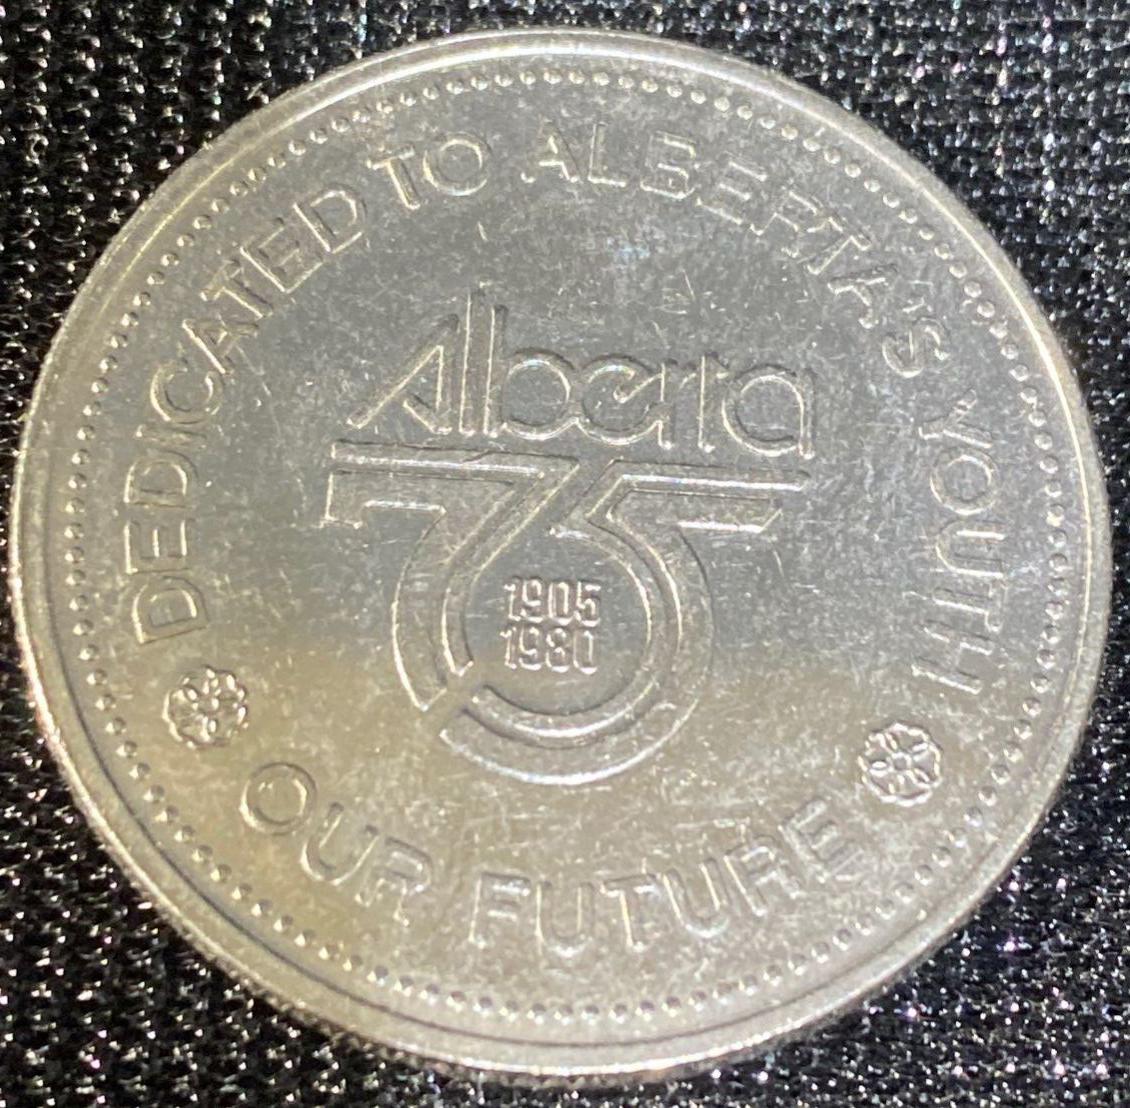 DEDICATED TO ALBERTA'S YOUTH
Alberta
75
1905
1980
OUR FUTURE